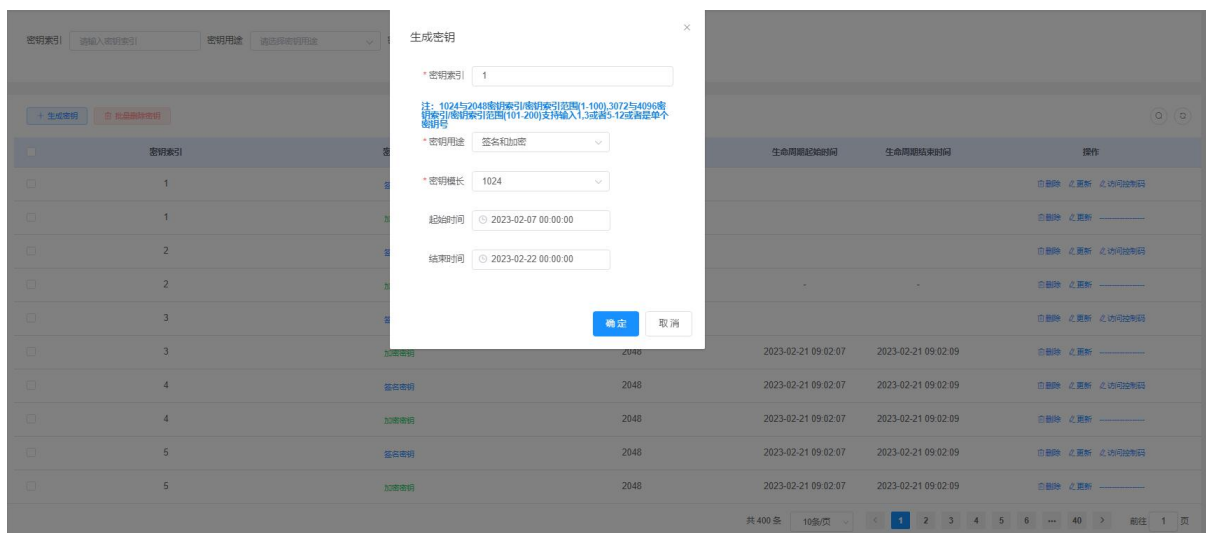 密钥索引 请输入密钥索引 密钥用途 请选择密钥用途
生成密钥
* 密钥索引 1
注：1024与2048密钥索引/密钥索引范围(1-100),3072与4096密
钥索引/密钥索引范围(101-200)支持输入1,3或者5-12或者是单个
密钥号
* 密钥用途 签名和加密
* 密钥模长 1024
起始时间 2023-02-07 00:00:00
结束时间 2023-02-22 00:00:00
确定 取消
+ 生成密钥 批量删除密钥
密钥索引 生命周期起始时间 生命周期结束时间 操作
1 删除 更新 访问控制码
1 删除 更新
2 删除 更新 访问控制码
2 - - 删除 更新
3 删除 更新 访问控制码
3 加密密钥 2048 2023-02-21 09:02:07 2023-02-21 09:02:09 删除 更新
4 签名密钥 2048 2023-02-21 09:02:07 2023-02-21 09:02:09 删除 更新 访问控制码
4 加密密钥 2048 2023-02-21 09:02:07 2023-02-21 09:02:09 删除 更新
5 签名密钥 2048 2023-02-21 09:02:07 2023-02-21 09:02:09 删除 更新 访问控制码
5 加密密钥 2048 2023-02-21 09:02:07 2023-02-21 09:02:09 删除 更新
共 400 条 10条/页 < 1 2 3 4 5 6 ... 40 > 前往 1 页